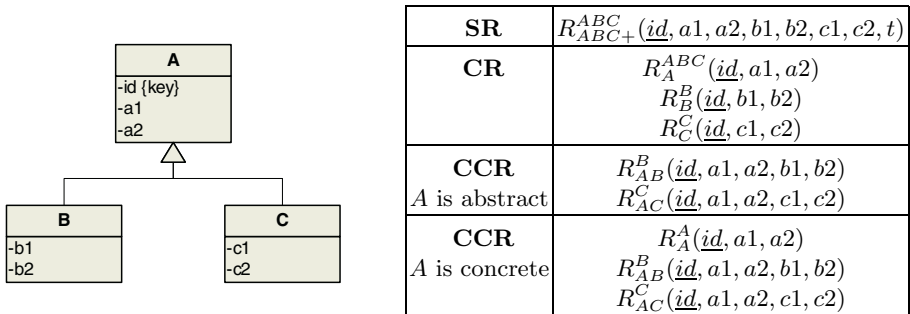 A
-id {key}
-a1
-a2
B
-b1
-b2
C
-c1
-c2
SR R^{ABC}_{ABC+}(id, a1, a2, b1, b2, c1, c2, t)
CR R^{ABC}_{A}(id, a1, a2)
R^{B}_{B}(id, b1, b2)
R^{C}_{C}(id, c1, c2)
CCR R^{B}_{AB}(id, a1, a2, b1, b2)
A is abstract R^{C}_{AC}(id, a1, a2, c1, c2)
CCR R^{A}_{A}(id, a1, a2)
A is concrete R^{B}_{AB}(id, a1, a2, b1, b2)
R^{C}_{AC}(id, a1, a2, c1, c2)